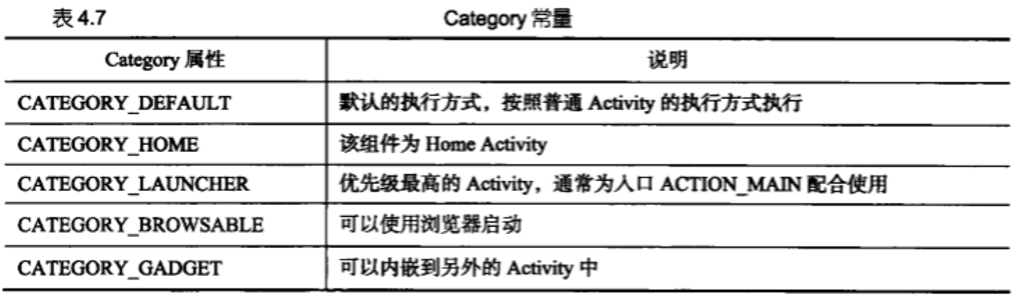 表4.7 Category 常量
Category 属性 说明
CATEGORY_DEFAULT 默认的执行方式，按照普通 Activity 的执行方式执行
CATEGORY_HOME 该组件为 Home Activity
CATEGORY_LAUNCHER 优先级最高的 Activity，通常为入口 ACTION_MAIN 配合使用
CATEGORY_BROWSABLE 可以使用浏览器启动
CATEGORY_GADGET 可以内嵌到另外的 Activity 中